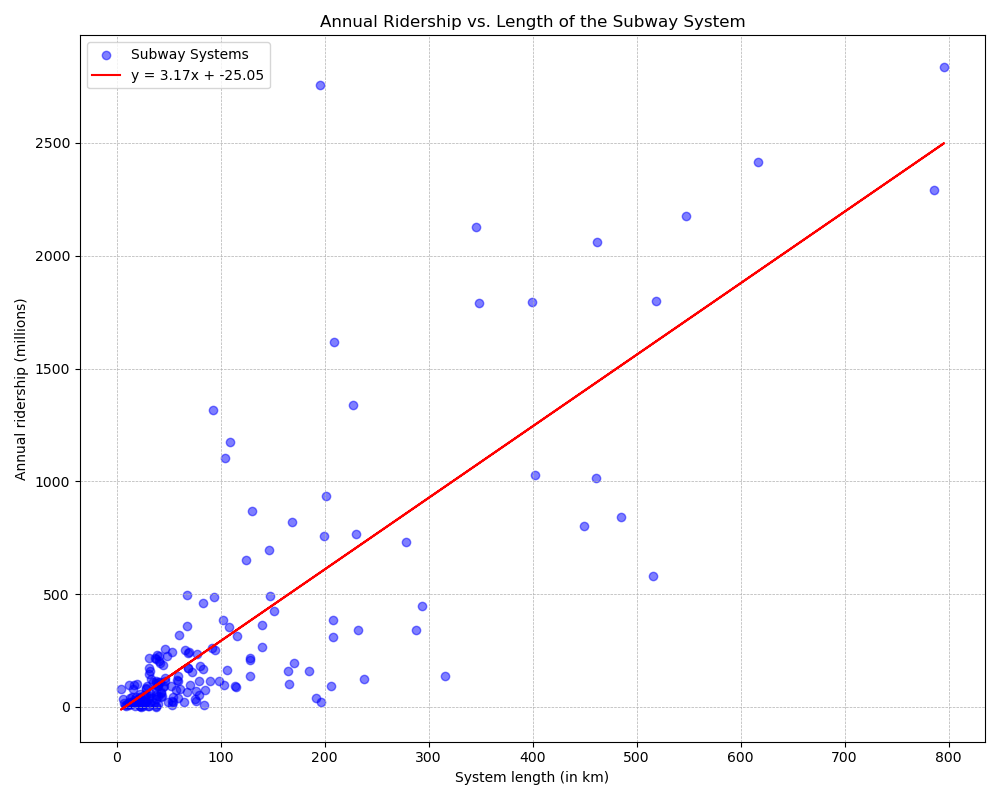 Annual Ridership vs. Length of the Subway System
Subway Systems
y = 3.17x + -25.05
Annual ridership (millions)
2500
2000
1500
1000
500
0
0 100 200 300 400 500 600 700 800
System length (in km)